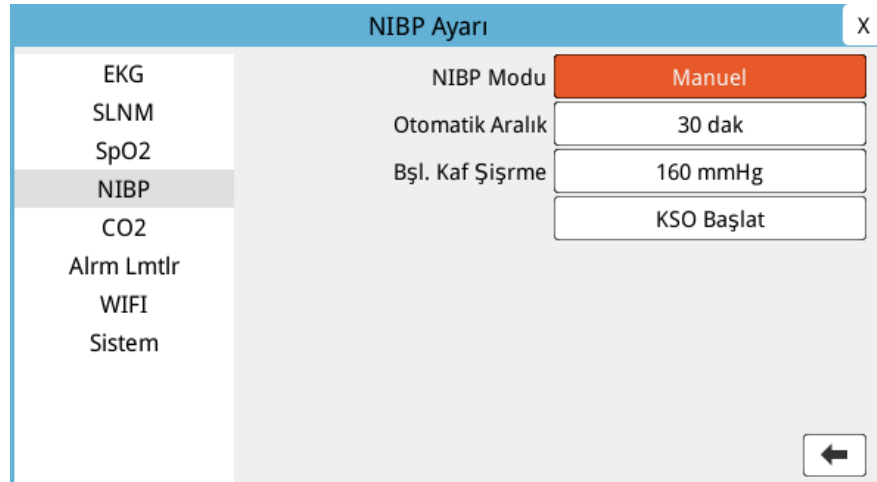 NIBP Ayarı
X
EKG
SLNM
SpO2
NIBP
CO2
Alrm Lmtlr
WIFI
Sistem
NIBP Modu Manuel
Otomatik Aralık 30 dak
Bşl. Kaf Şişrme 160 mmHg
KSO Başlat